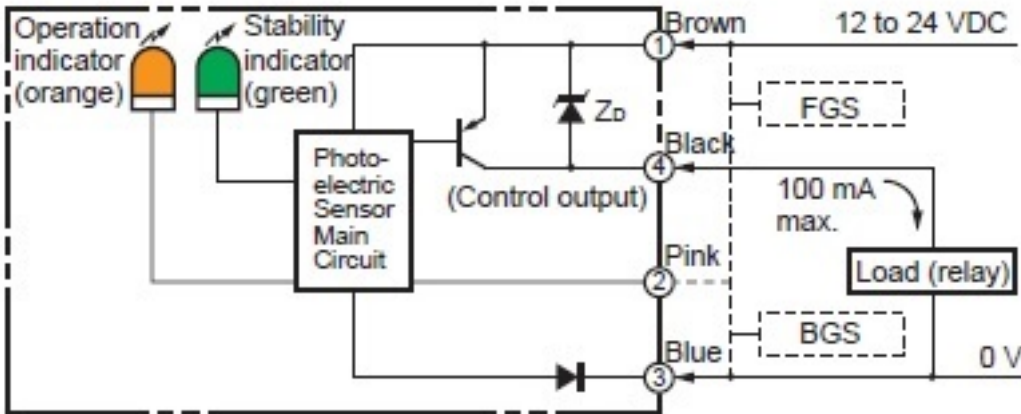 Operation
indicator
(orange)
Stability
indicator
(green)
Photo-
electric
Sensor
Main
Circuit
ZD
(Control output)
Brown
1
12 to 24 VDC
FGS
Black
4
100 mA
max.
Pink
2
Load (relay)
BGS
Blue
3
0 V